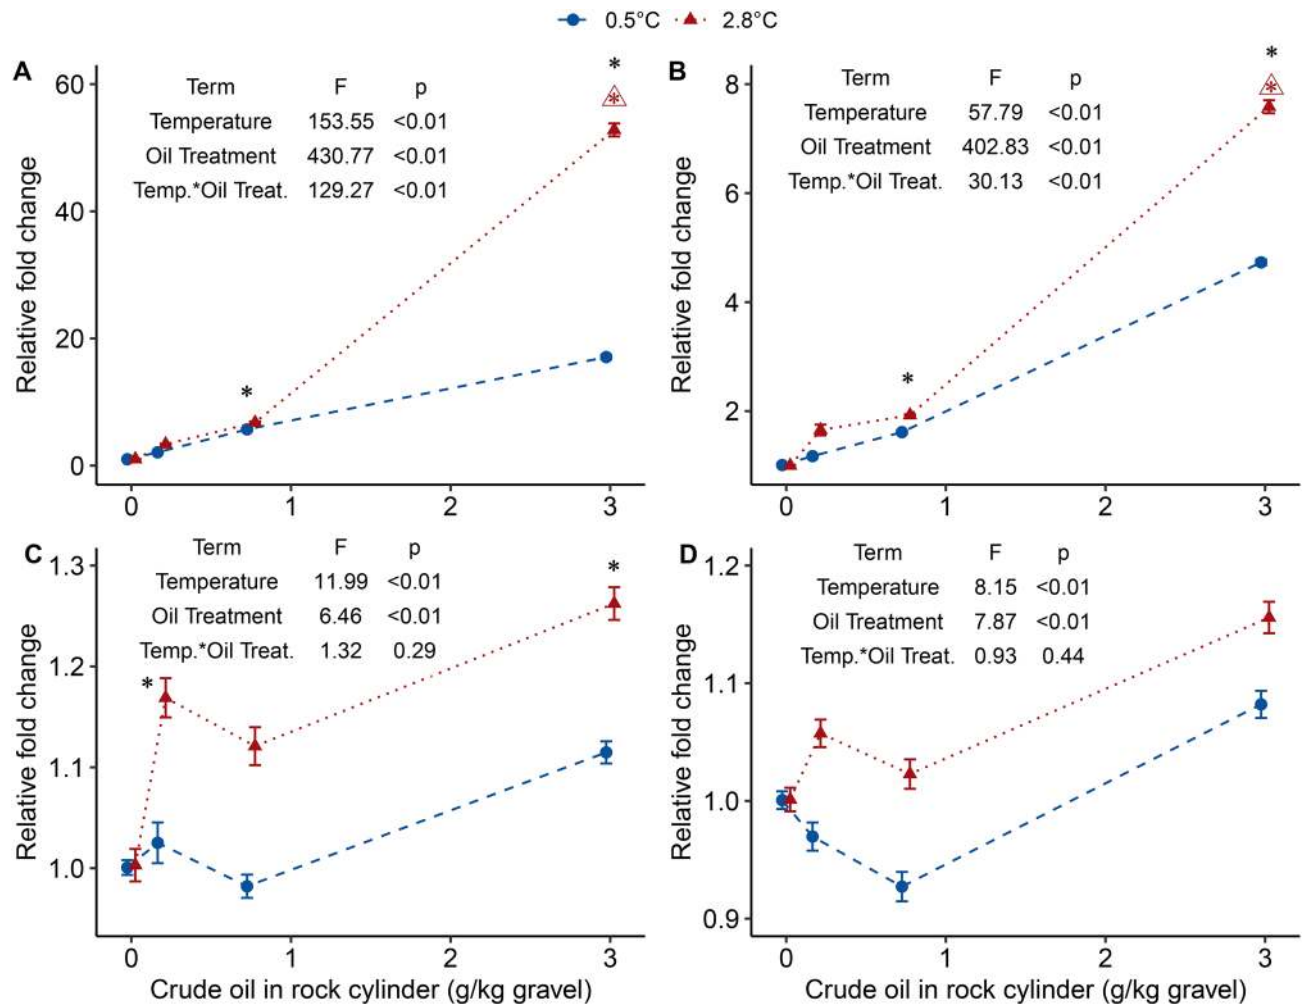 0.5°C 2.8°C
A
Term F p
Temperature 153.55 <0.01
Oil Treatment 430.77 <0.01
Temp.*Oil Treat. 129.27 <0.01
*
*
*
60
40
20
0
Relative fold change
0 1 2 3
B
Term F p
Temperature 57.79 <0.01
Oil Treatment 402.83 <0.01
Temp.*Oil Treat. 30.13 <0.01
*
*
*
8
6
4
2
Relative fold change
0 1 2 3
C
Term F p
Temperature 11.99 <0.01
Oil Treatment 6.46 <0.01
Temp.*Oil Treat. 1.32 0.29
*
*
1.3
1.2
1.1
1.0
Relative fold change
0 1 2 3
Crude oil in rock cylinder (g/kg gravel)
D
Term F p
Temperature 8.15 <0.01
Oil Treatment 7.87 <0.01
Temp.*Oil Treat. 0.93 0.44
1.2
1.1
1.0
0.9
Relative fold change
0 1 2 3
Crude oil in rock cylinder (g/kg gravel)